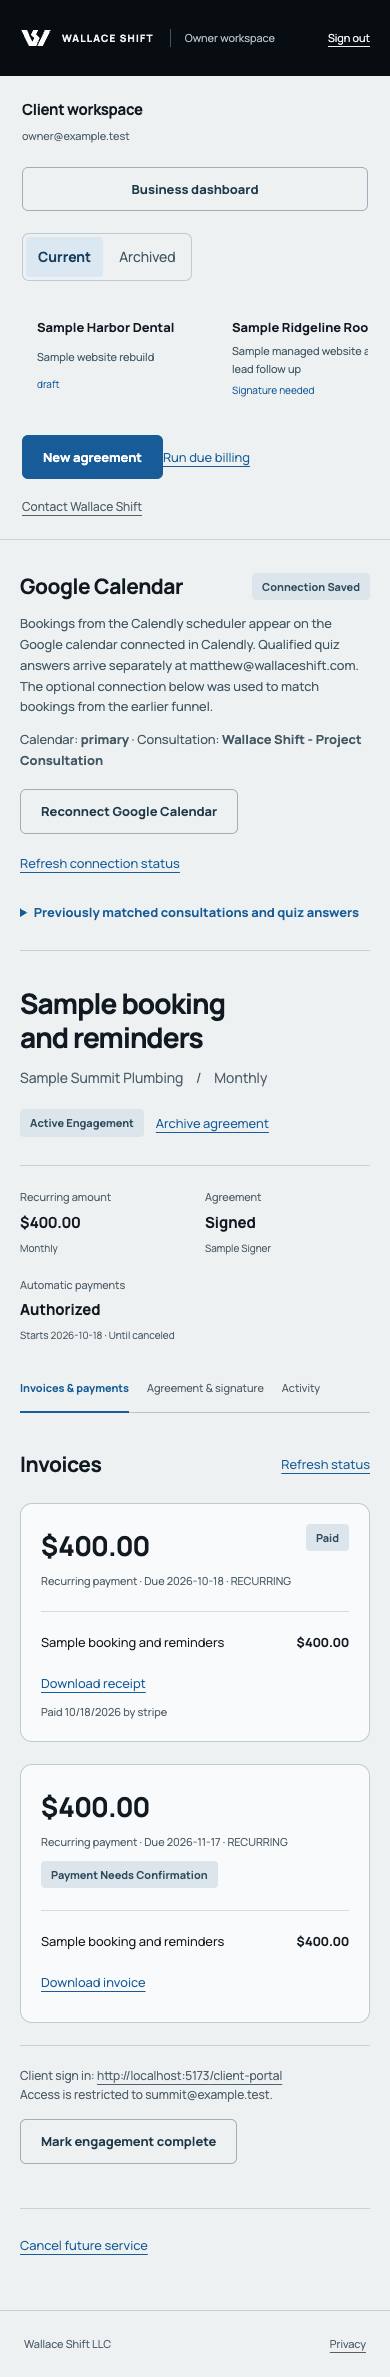 WALLACE SHIFT
Owner workspace
Sign out
Client workspace
owner@example.test
Business dashboard
Current
Archived
Sample Harbor Dental
Sample website rebuild
draft
Sample Ridgeline Roo
Sample managed website a
lead follow up
Signature needed
New agreement
Run due billing
Contact Wallace Shift
Google Calendar
Connection Saved
Bookings from the Calendly scheduler appear on the
Google calendar connected in Calendly. Qualified quiz
answers arrive separately at matthew@wallaceshift.com.
The optional connection below was used to match
bookings from the earlier funnel.
Calendar: primary · Consultation: Wallace Shift - Project
Consultation
Reconnect Google Calendar
Refresh connection status
Previously matched consultations and quiz answers
Sample booking
and reminders
Sample Summit Plumbing / Monthly
Active Engagement
Archive agreement
Recurring amount
$400.00
Monthly
Agreement
Signed
Sample Signer
Automatic payments
Authorized
Starts 2026-10-18 · Until canceled
Invoices & payments
Agreement & signature
Activity
Invoices
Refresh status
$400.00
Paid
Recurring payment · Due 2026-10-18 · RECURRING
Sample booking and reminders
$400.00
Download receipt
Paid 10/18/2026 by stripe
$400.00
Recurring payment · Due 2026-11-17 · RECURRING
Payment Needs Confirmation
Sample booking and reminders
$400.00
Download invoice
Client sign in: http://localhost:5173/client-portal
Access is restricted to summit@example.test.
Mark engagement complete
Cancel future service
Wallace Shift LLC
Privacy